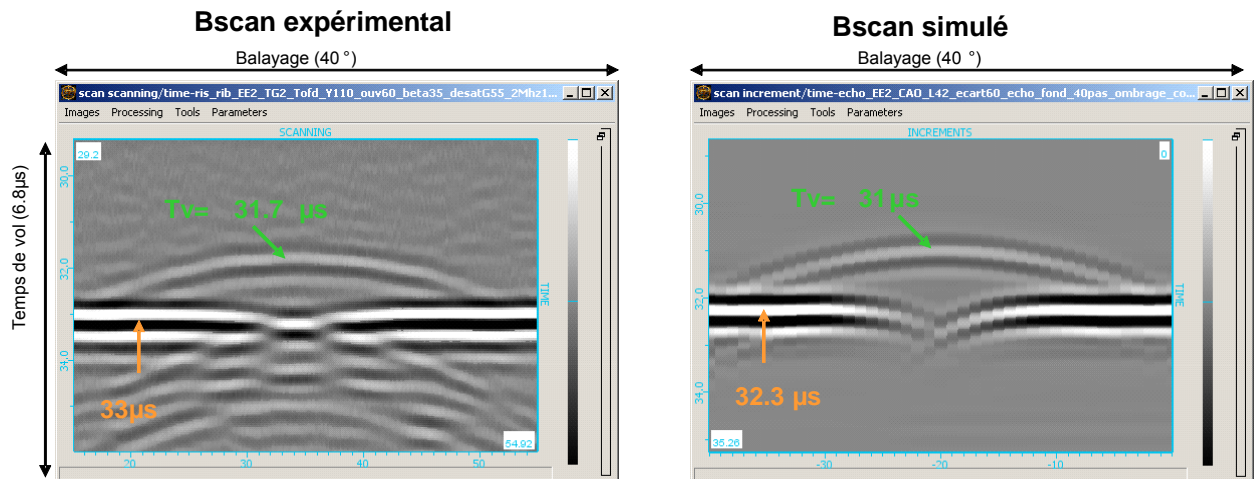 Bscan expérimental
Balayage (40°)
scan scanning/time-ris_rib_EE2_TG2_Tofd_Y110_ouv60_beta35_desatG55_2Mhz1...
Images Processing Tools Parameters
SCANNING
29.2
30,0
Tv= 31.7 µs
32,0
TIME
34,0
33µs
54.92
20 30 40 50
Temps de vol (6.8µs)
Bscan simulé
Balayage (40°)
scan increment/time-echo_EE2_CAO_L42_ecart60_echo_fond_40pas_ombrage_co...
Images Processing Tools Parameters
INCREMENTS
0
30,0
Tv= 31µs
32,0
TIME
34,0
32.3 µs
35.26
-30 -20 -10